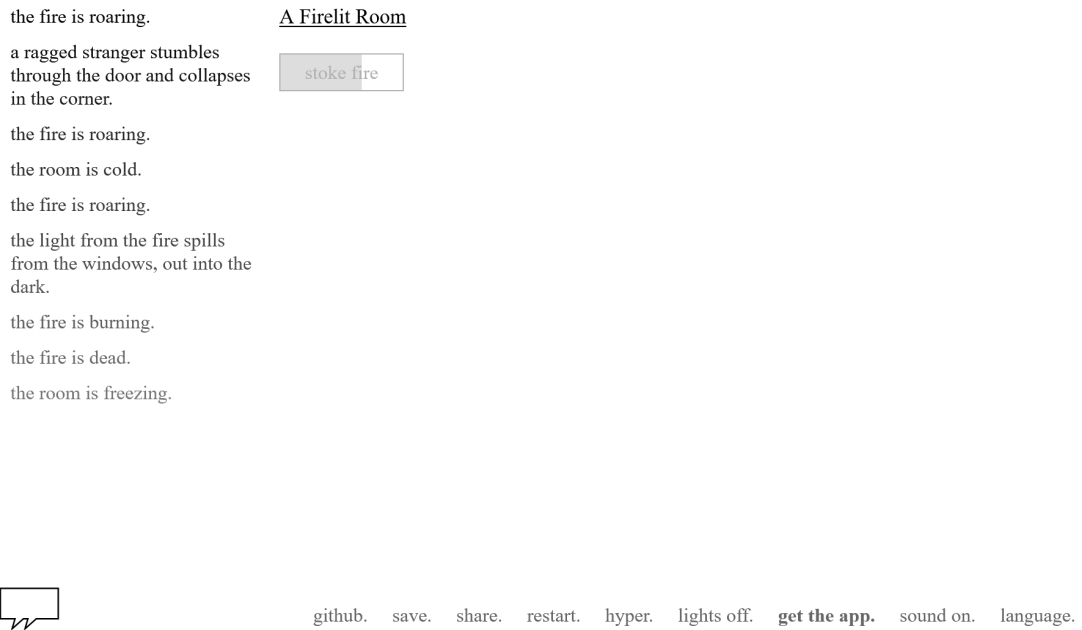 the fire is roaring.
a ragged stranger stumbles
through the door and collapses
in the corner.
the fire is roaring.
the room is cold.
the fire is roaring.
the light from the fire spills
from the windows, out into the
dark.
the fire is burning.
the fire is dead.
the room is freezing.
A Firelit Room
stoke fire
github. save. share. restart. hyper. lights off. get the app. sound on. language.